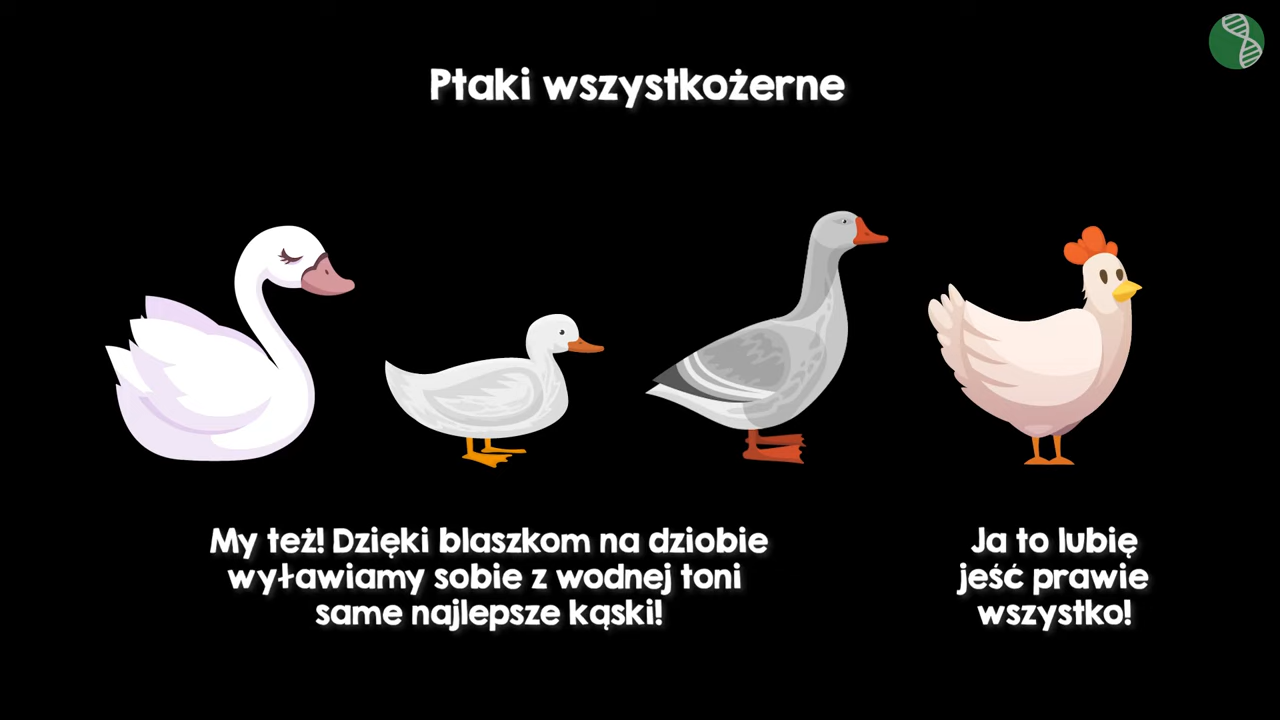 Ptaki wszystkożerne
My też! Dzięki blaszkom na dziobie
wyławiamy sobie z wodnej toni
same najlepsze kąski!
Ja to lubię
jeść prawie
wszystko!